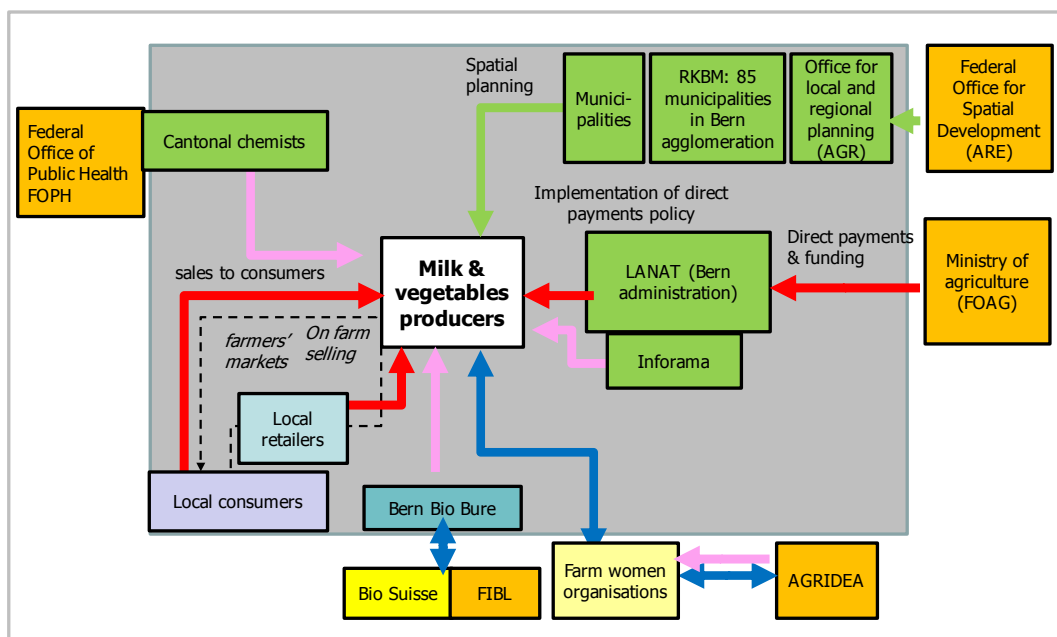 Spatial
planning
Munici-
palities
RKBM: 85
municipalities
in Bern
agglomeration
Office for
local and
regional
planning
(AGR)
Federal
Office for
Spatial
Development
(ARE)
Federal
Office of
Public Health
FOPH
Cantonal chemists
Implementation of direct
payments policy
Direct payments
& funding
sales to consumers
Milk &
vegetables
producers
LANAT (Bern
administration)
Ministry of
agriculture
(FOAG)
farmers’
markets
On farm
selling
Inforama
Local
retailers
Local consumers
Bern Bio Bure
Bio Suisse
FIBL
Farm women
organisations
AGRIDEA